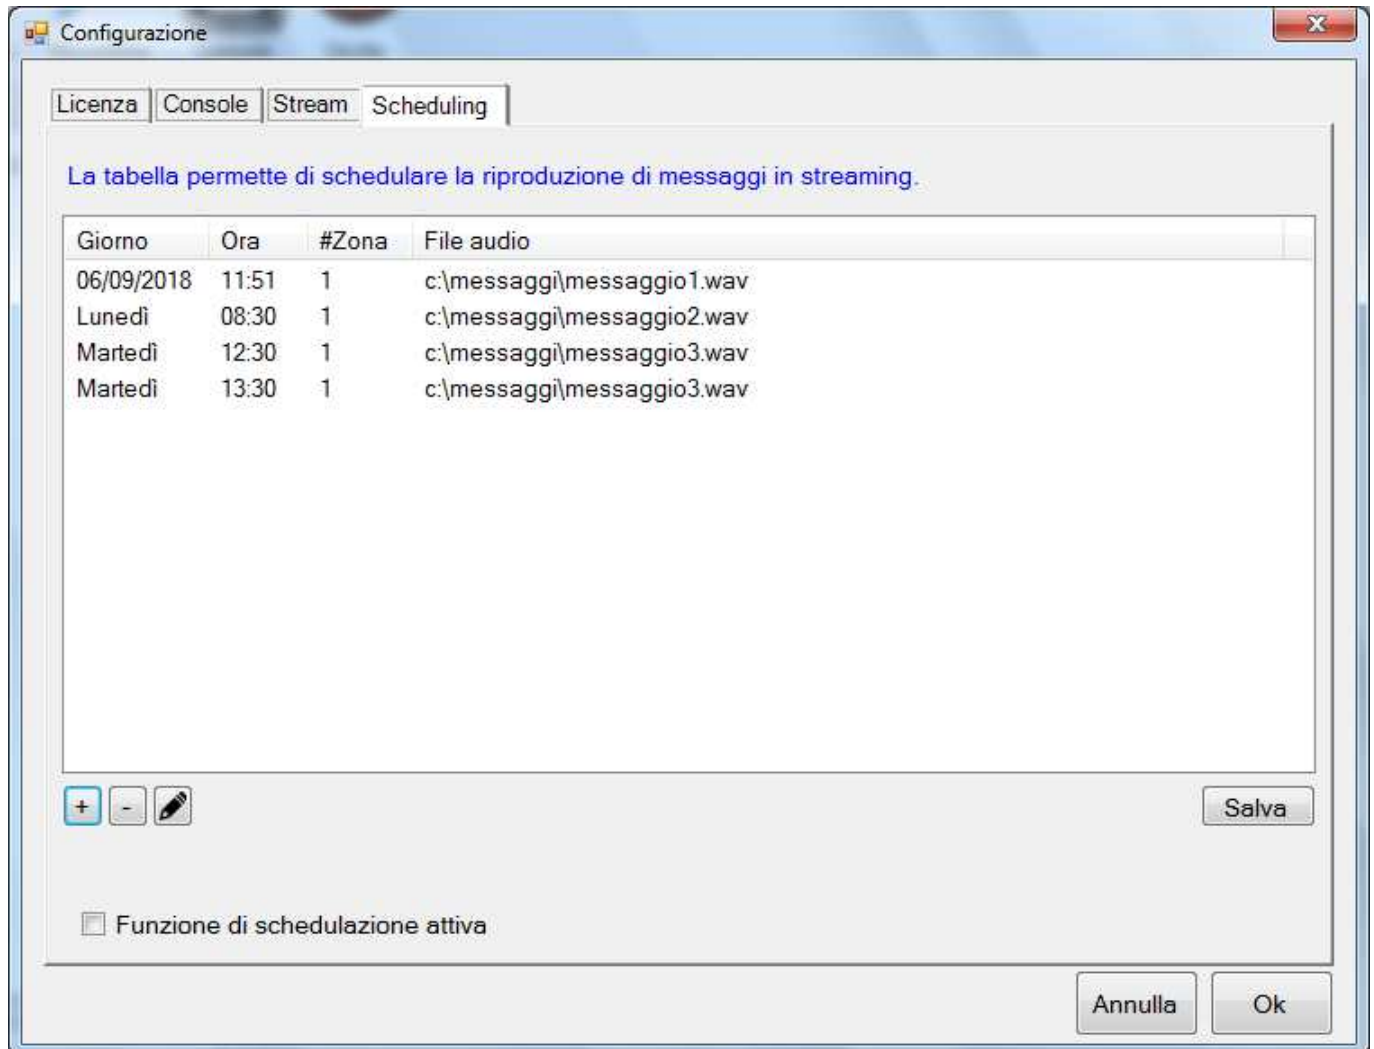 Configurazione
Licenza Console Stream Scheduling
La tabella permette di schedulare la riproduzione di messaggi in streaming.
Giorno Ora #Zona File audio
06/09/2018 11:51 1 c:\messaggi\messaggio1.wav
Lunedì 08:30 1 c:\messaggi\messaggio2.wav
Martedì 12:30 1 c:\messaggi\messaggio3.wav
Martedì 13:30 1 c:\messaggi\messaggio3.wav
+ - Salva
Funzione di schedulazione attiva
Annulla Ok